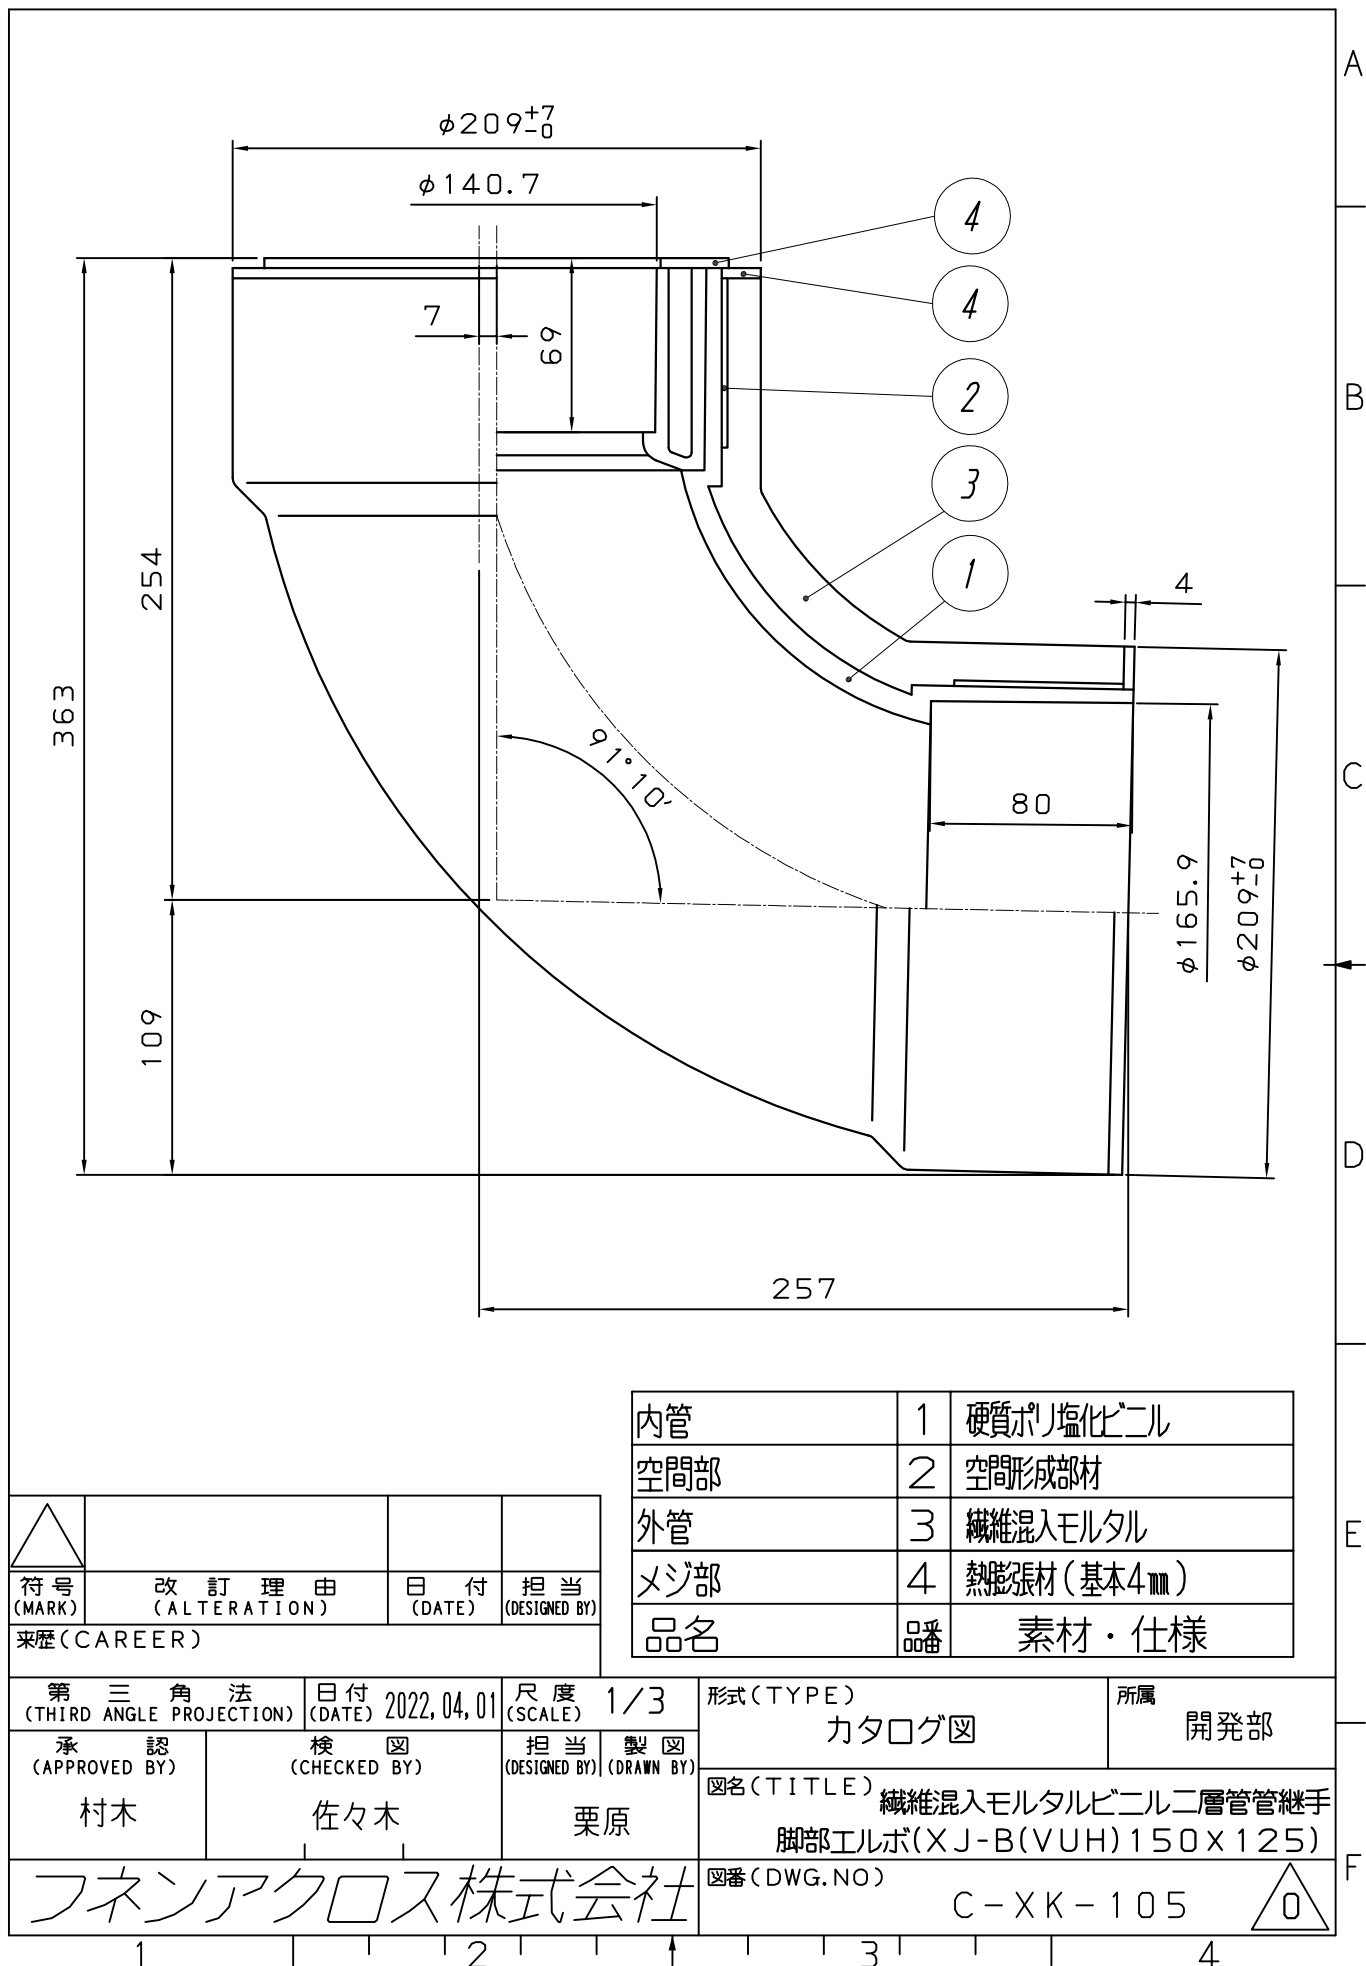 A
φ209 +7 -0
φ140.7
4
4
7
69
B
2
3
254
1
4
363
91°10′
C
80
φ165.9
φ209 +7 -0
109
D
257
内管 1 硬質ポリ塩化ビニル
空間部 2 空間形成部材
外管 3 繊維混入モルタル
E
メジ部 4 熱膨張材(基本4㎜)
品名 品番 素材・仕様
符号 改訂理由 日付 担当
(MARK) (ALTERATION) (DATE) (DESIGNED BY)
来歴(CAREER)
第三角法 日付 2022,04,01 尺度 1/3
(THIRD ANGLE PROJECTION) (DATE) (SCALE)
形式(TYPE) 所属
カタログ図 開発部
承認 検図 担当 製図
(APPROVED BY) (CHECKED BY) (DESIGNED BY) (DRAWN BY)
村木 佐々木 栗原
図名(TITLE) 繊維混入モルタルビニル二層管管継手
脚部エルボ(XJ-B(VUH)150X125)
F
フネンアクロス株式会社
図番(DWG.NO)
C-XK-105 0
1 2 3 4